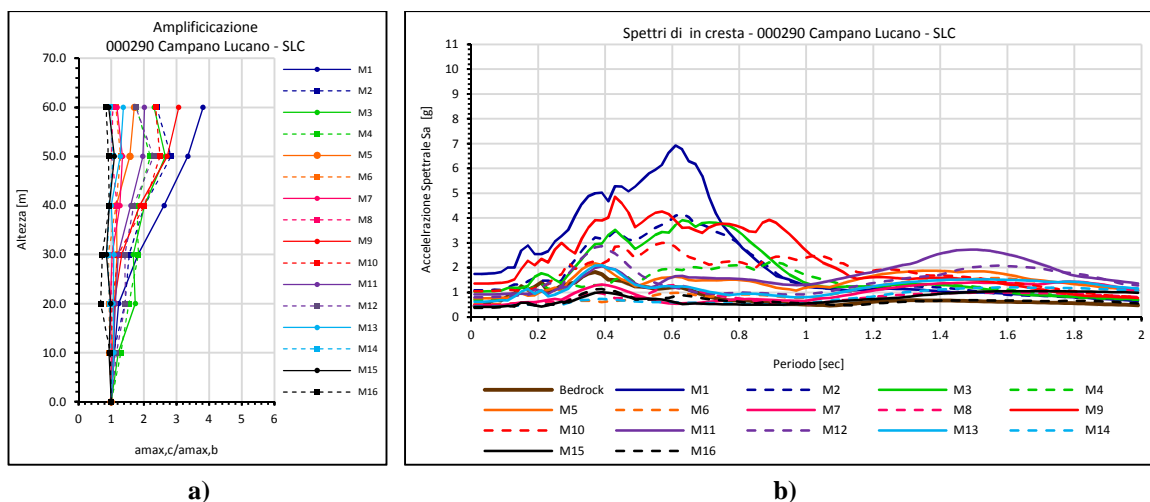 Amplificicazione
000290 Campano Lucano - SLC
70.0
60.0
50.0
40.0
30.0
20.0
10.0
0.0
Altezza [m]
0 1 2 3 4 5 6
amax,c/amax,b
M1
M2
M3
M4
M5
M6
M7
M8
M9
M10
M11
M12
M13
M14
M15
M16
a)
Spettri di in cresta - 000290 Campano Lucano - SLC
11
10
9
8
7
6
5
4
3
2
1
0
Acceletrazione Spettrale Sa [g]
0 0.2 0.4 0.6 0.8 1 1.2 1.4 1.6 1.8 2
Periodo [sec]
Bedrock M1 M2 M3 M4
M5 M6 M7 M8 M9
M10 M11 M12 M13 M14
M15 M16
b)